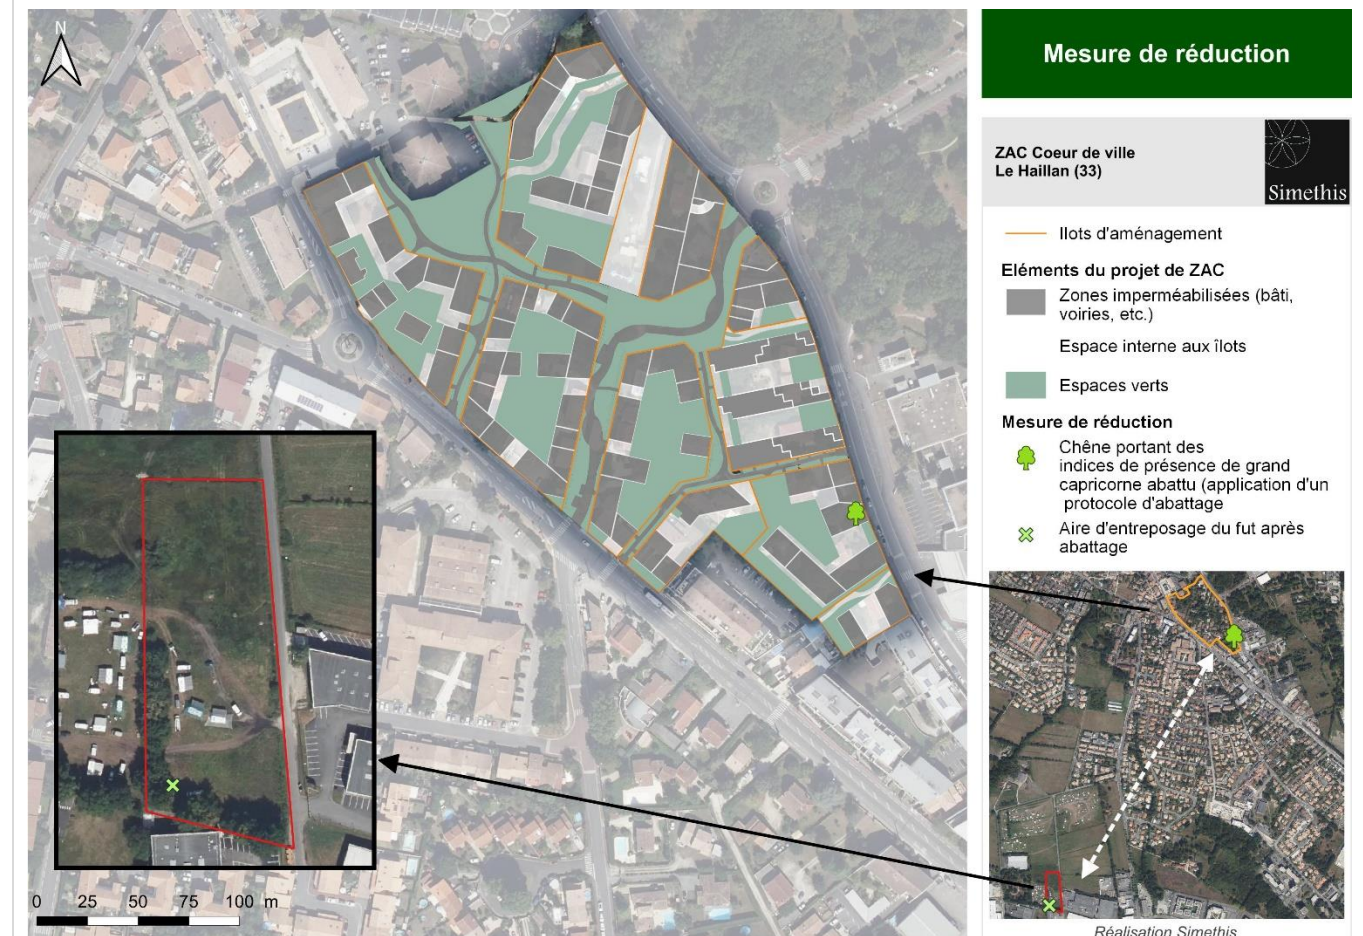 N
Mesure de réduction
ZAC Coeur de ville
Le Haillan (33)
Simethis
Ilots d'aménagement
Eléments du projet de ZAC
Zones imperméabilisées (bâti,
voiries, etc.)
Espace interne aux îlots
Espaces verts
Mesure de réduction
Chêne portant des
indices de présence de grand
capricorne abattu (application d'un
protocole d'abattage
Aire d'entreposage du fut après
abattage
0 25 50 75 100 m
Réalisation Simethis